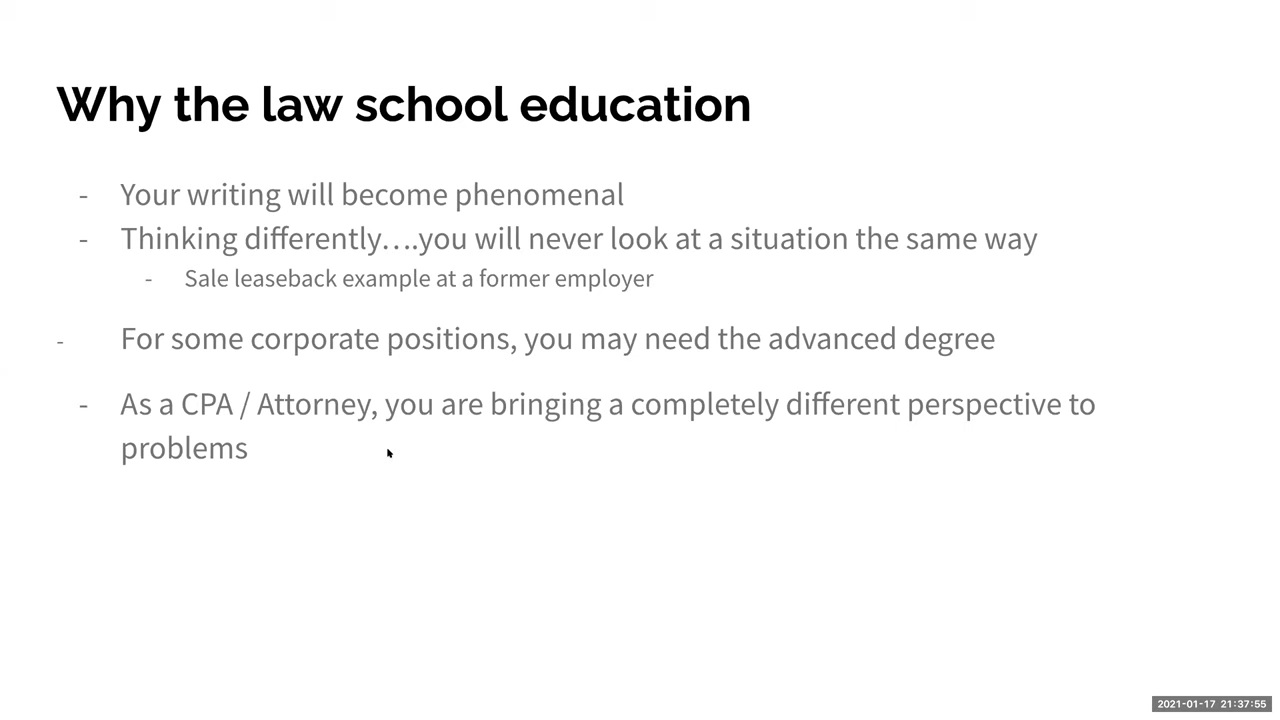 Why the law school education
- Your writing will become phenomenal
- Thinking differently….you will never look at a situation the same way
- Sale leaseback example at a former employer
- For some corporate positions, you may need the advanced degree
- As a CPA / Attorney, you are bringing a completely different perspective to
problems
2021-01-17 21:37:55